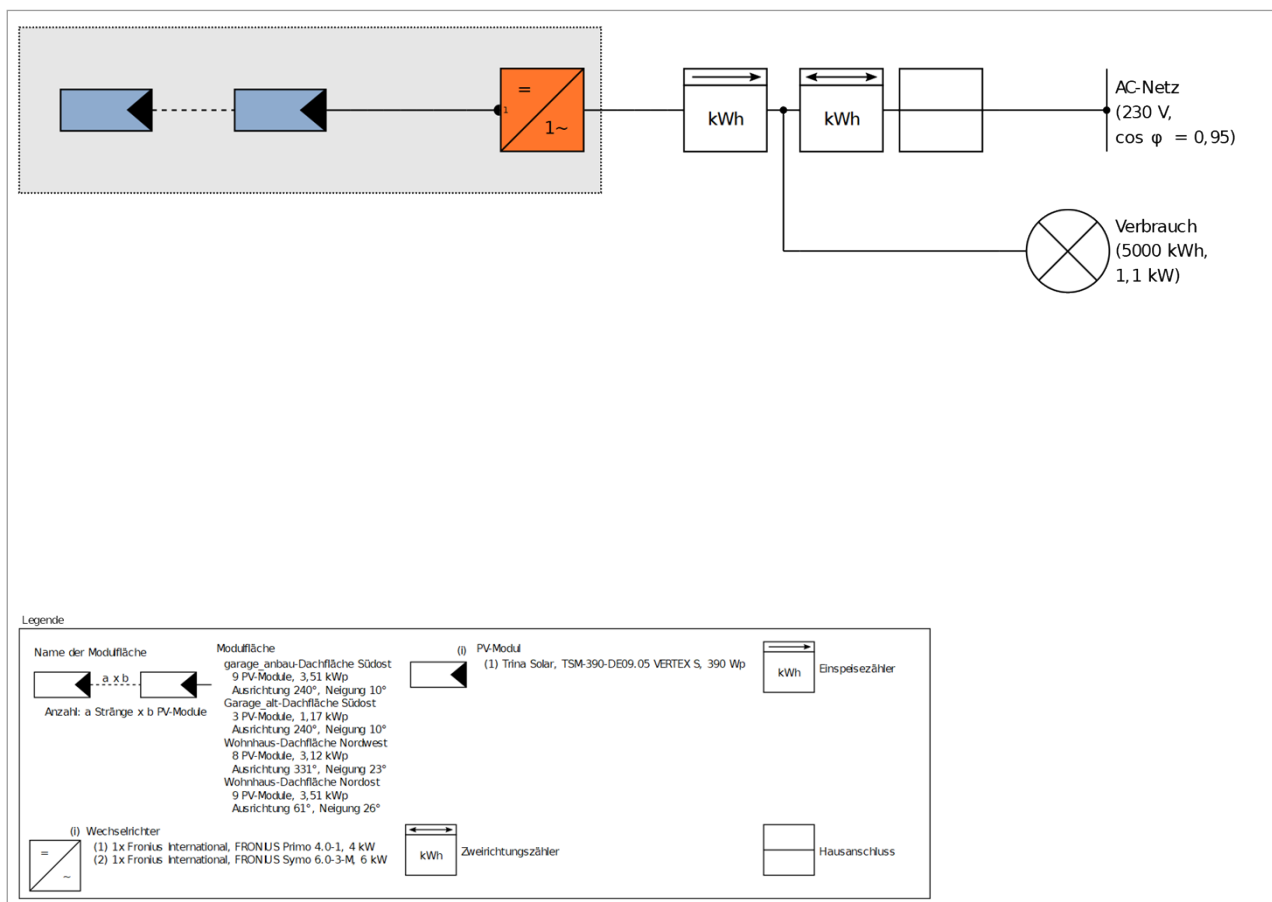 =
1
1~
kWh
kWh
AC-Netz
(230 V,
cos φ = 0,95)
Verbrauch
(5000 kWh,
1,1 kW)
Legende
Name der Modulfläche
a x b
Anzahl: a Stränge x b PV-Module
Modulfläche
garage_anbau-Dachfläche Südost
9 PV-Module, 3,51 kWp
Ausrichtung 240°, Neigung 10°
Garage_alt-Dachfläche Südost
3 PV-Module, 1,17 kWp
Ausrichtung 240°, Neigung 10°
Wohnhaus-Dachfläche Nordwest
8 PV-Module, 3,12 kWp
Ausrichtung 331°, Neigung 23°
Wohnhaus-Dachfläche Nordost
9 PV-Module, 3,51 kWp
Ausrichtung 61°, Neigung 26°
(i) PV-Modul
(1) Trina Solar, TSM-390-DE09.05 VERTEX S, 390 Wp
kWh
Einspeisezähler
(i) Wechselrichter
(1) 1x Fronius International, FRONIUS Primo 4.0-1, 4 kW
(2) 1x Fronius International, FRONIUS Symo 6.0-3-M, 6 kW
=
~
kWh
Zweirichtungszähler
Hausanschluss